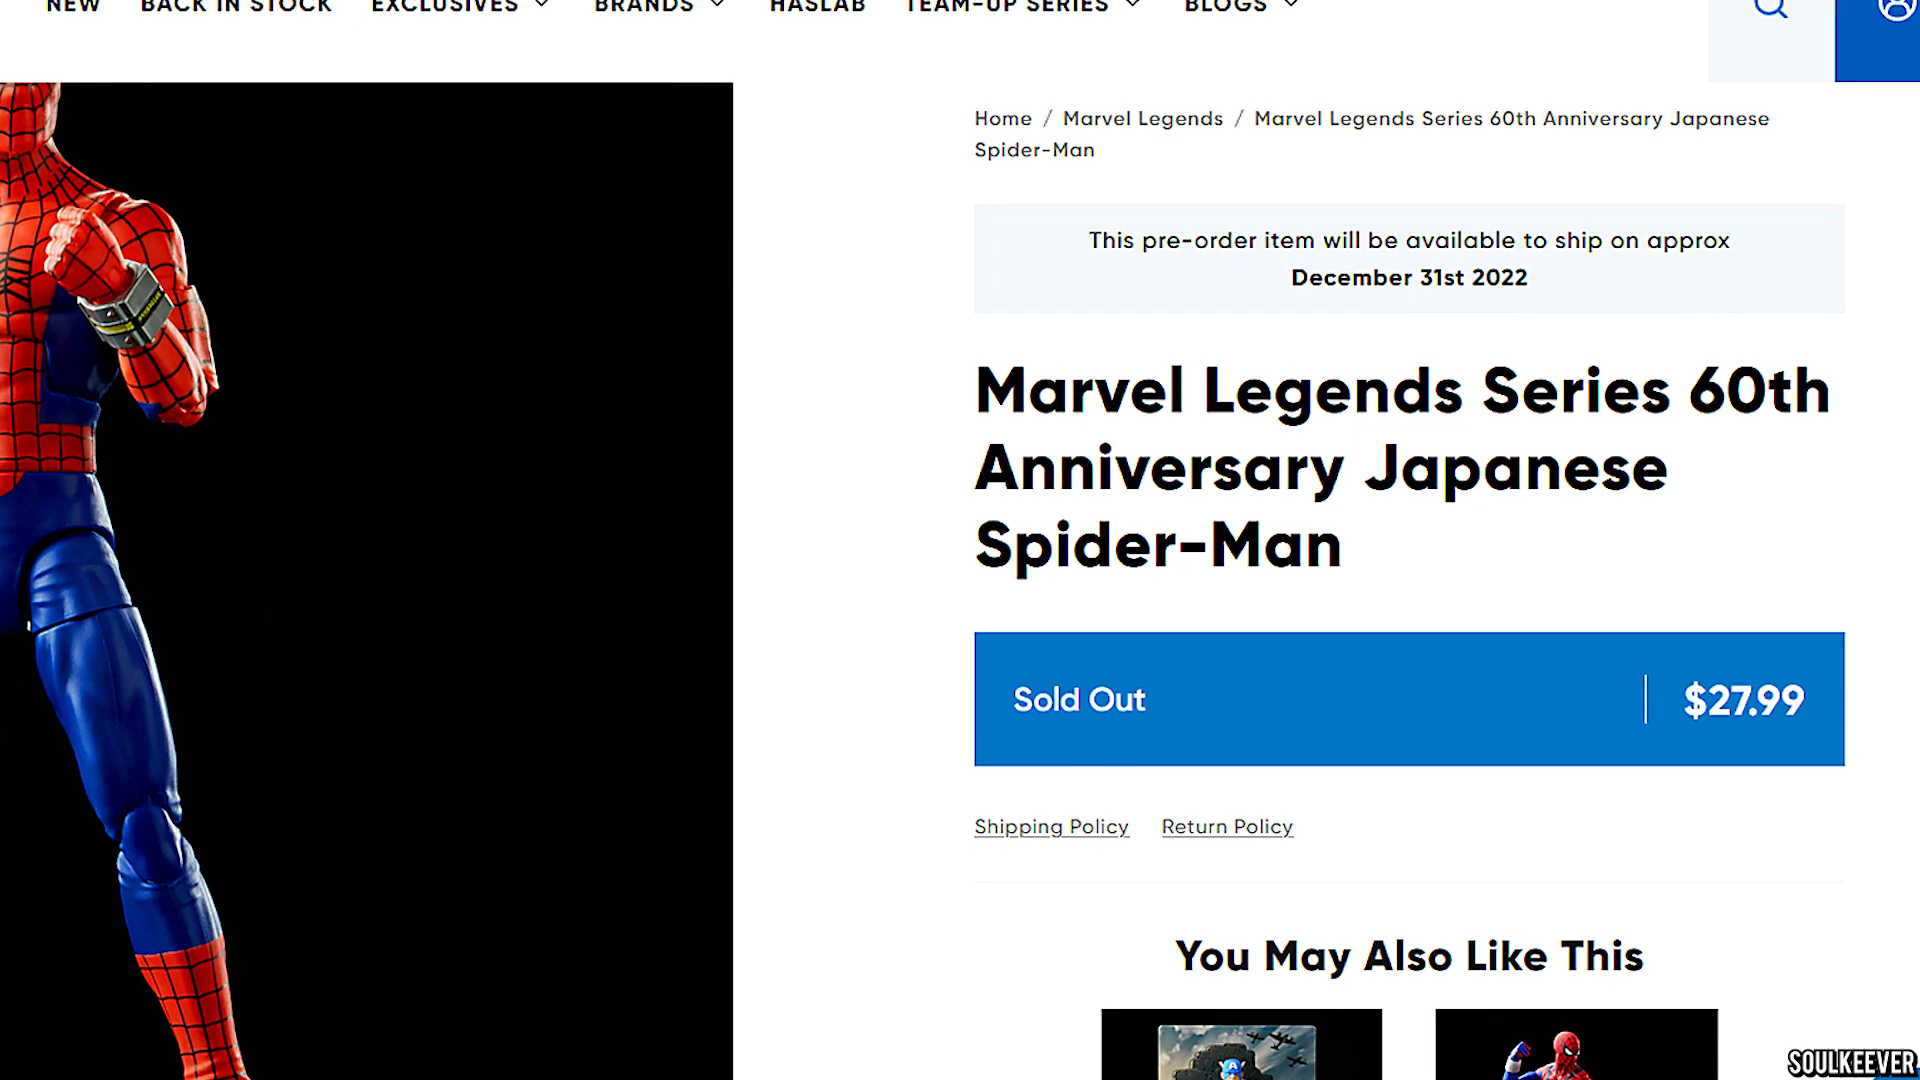 NEW BACK IN STOCK EXCLUSIVES BRANDS HASLAB TEAM-UP SERIES BLOGS
Home / Marvel Legends / Marvel Legends Series 60th Anniversary Japanese
Spider-Man
This pre-order item will be available to ship on approx
December 31st 2022
Marvel Legends Series 60th
Anniversary Japanese
Spider-Man
Sold Out $27.99
Shipping Policy Return Policy
You May Also Like This
SOULKEEVER